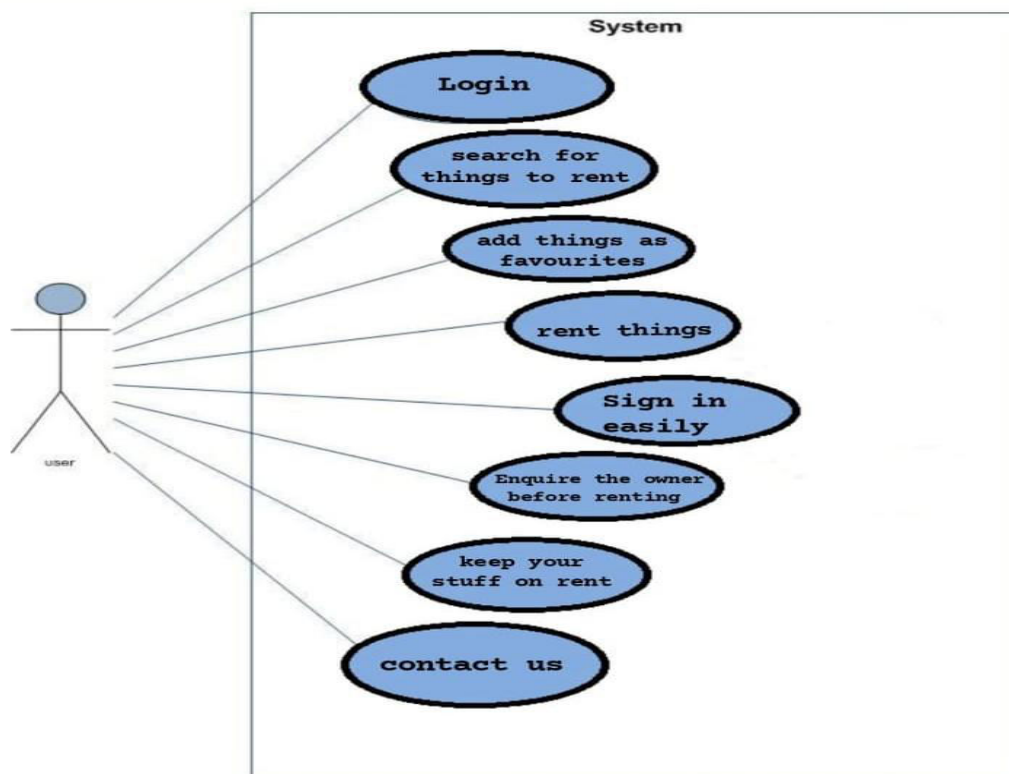 System
Login
search for
things to rent
add things as
favourites
rent things
Sign in
easily
user
Enquire the owner
before renting
keep your
stuff on rent
contact us